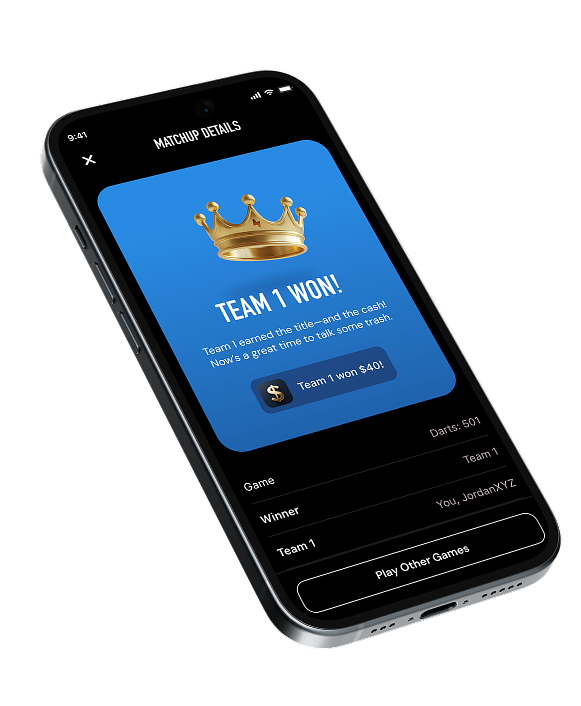 9:41
MATCHUP DETAILS
TEAM 1 WON!
Team 1 earned the title—and the cash!
Now's a great time to talk some trash.
$ Team 1 won $40!
Game Darts: 501
Winner Team 1
Team 1 You, JordanXYZ
Play Other Games